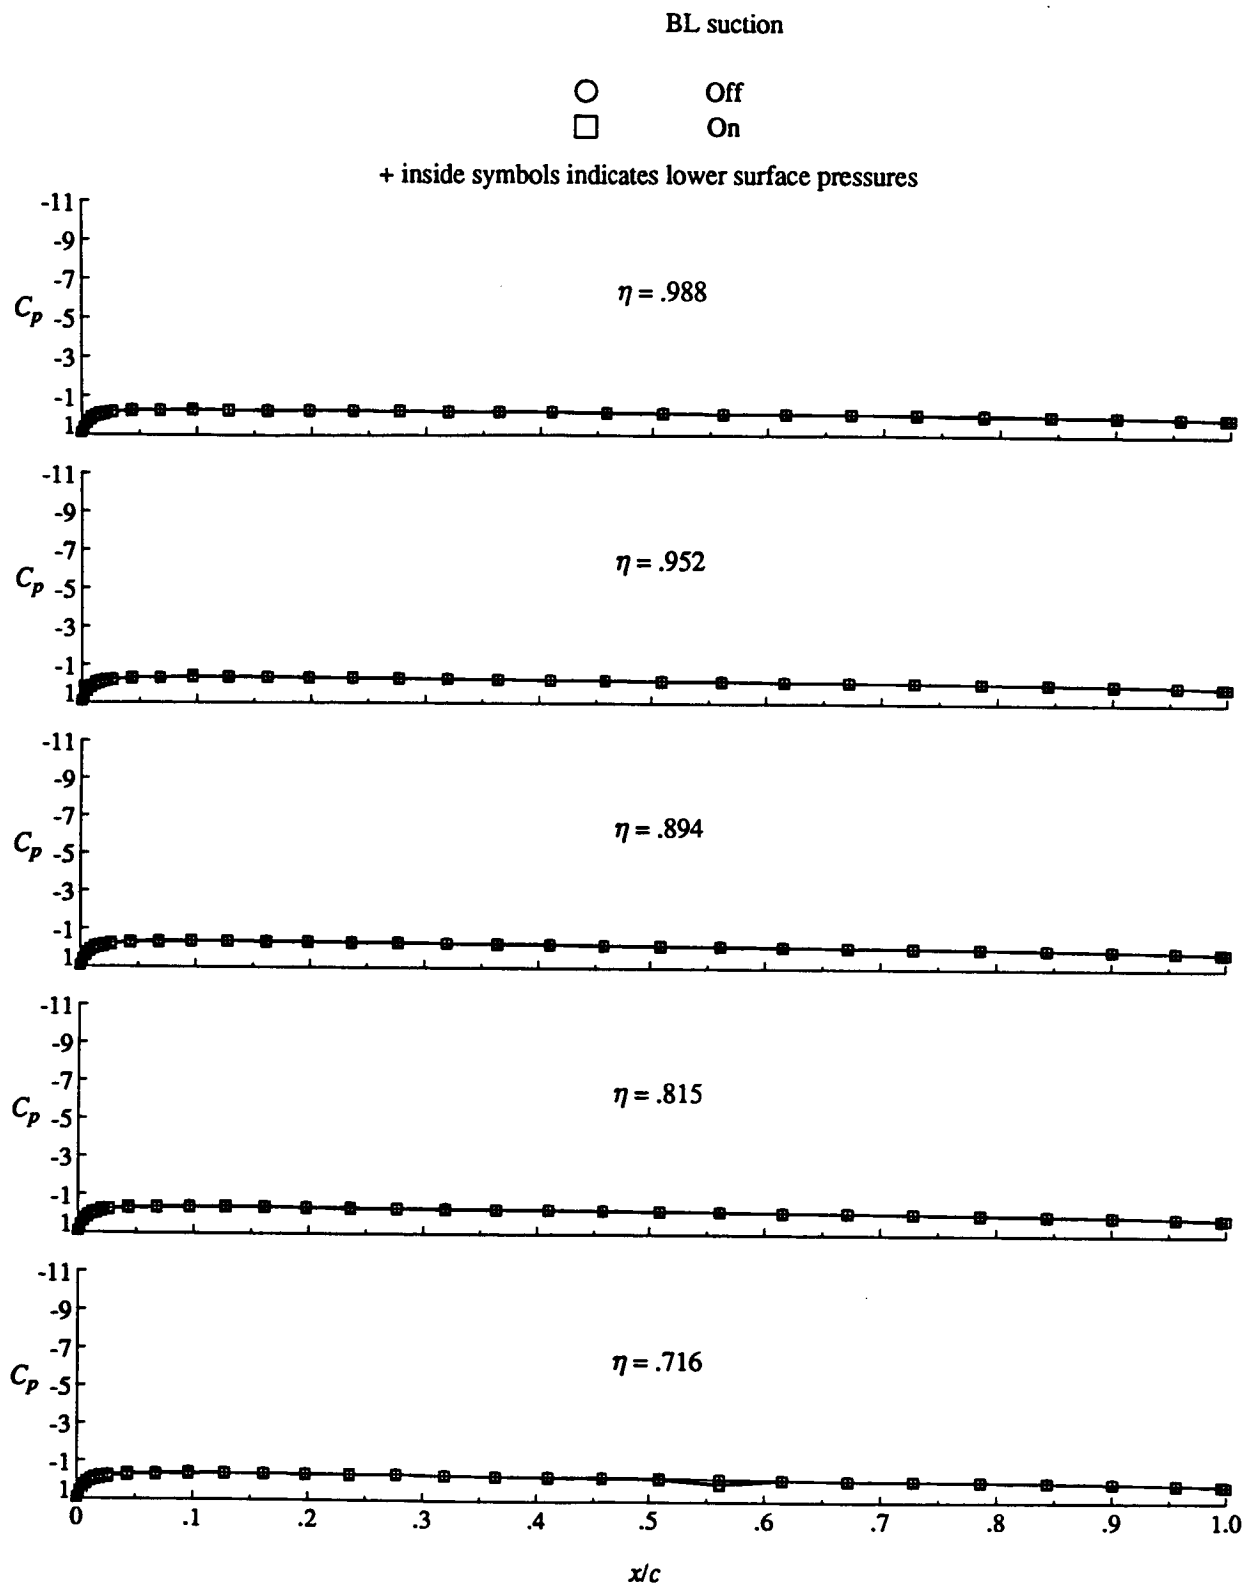 BL suction
Off
On
+ inside symbols indicates lower surface pressures
-11
-9
-7
η = .988
Cp -5
-3
-1
1
-11
-9
-7
η = .952
Cp -5
-3
-1
1
-11
-9
-7
η = .894
Cp -5
-3
-1
1
-11
-9
-7
η = .815
Cp -5
-3
-1
1
-11
-9
-7
η = .716
Cp -5
-3
-1
1
0 .1 .2 .3 .4 .5 .6 .7 .8 .9 1.0
x/c